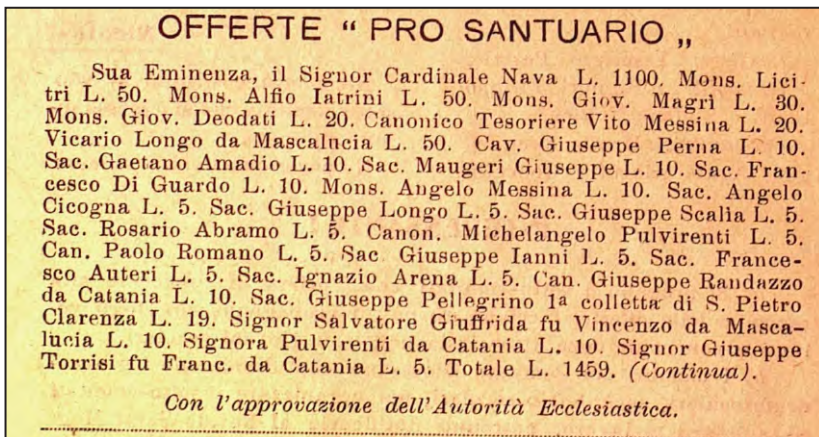 OFFERTE “ PRO SANTUARIO „
Sua Eminenza, il Signor Cardinale Nava L. 1100. Mons. Lici-
tri L. 50. Mons. Alfio Iatrini L. 50. Mons. Giov. Magrì L. 30.
Mons. Giov. Deodati L. 20. Canonico Tesoriere Vito Messina L. 20.
Vicario Longo da Mascalucia L. 50. Cav. Giuseppe Perna L. 10.
Sac. Gaetano Amadio L. 10. Sac. Maugeri Giuseppe L. 10. Sac. Fran-
cesco Di Guardo L. 10. Mons. Angelo Messina L. 10. Sac. Angelo
Cicogna L. 5. Sac. Giuseppe Longo L. 5. Sac. Giuseppe Scalia L. 5.
Sac. Rosario Abramo L. 5. Canon. Michelangelo Pulvirenti L. 5.
Can. Paolo Romano L. 5. Sac Giuseppe Ianni L. 5. Sac. France-
sco Auteri L. 5. Sac. Ignazio Arena L. 5. Can. Giuseppe Randazzo
da Catania L. 10. Sac. Giuseppe Pellegrino 1ª colletta di S. Pietro
Clarenza L. 19. Signor Salvatore Giuffrida fu Vincenzo da Masca-
lucia L. 10. Signora Pulvirenti da Catania L. 10. Signor Giuseppe
Torrisi fu Franc. da Catania L. 5. Totale L. 1459. (Continua).
Con l'approvazione dell'Autorità Ecclesiastica.